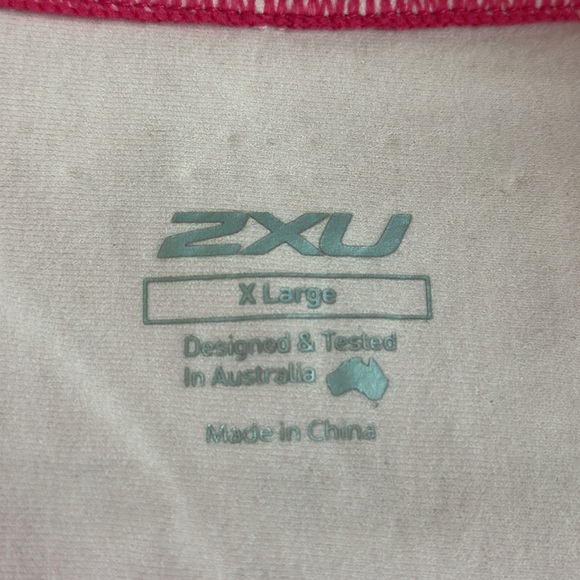 2XU
X Large
Designed & Tested
In Australia
Made in China